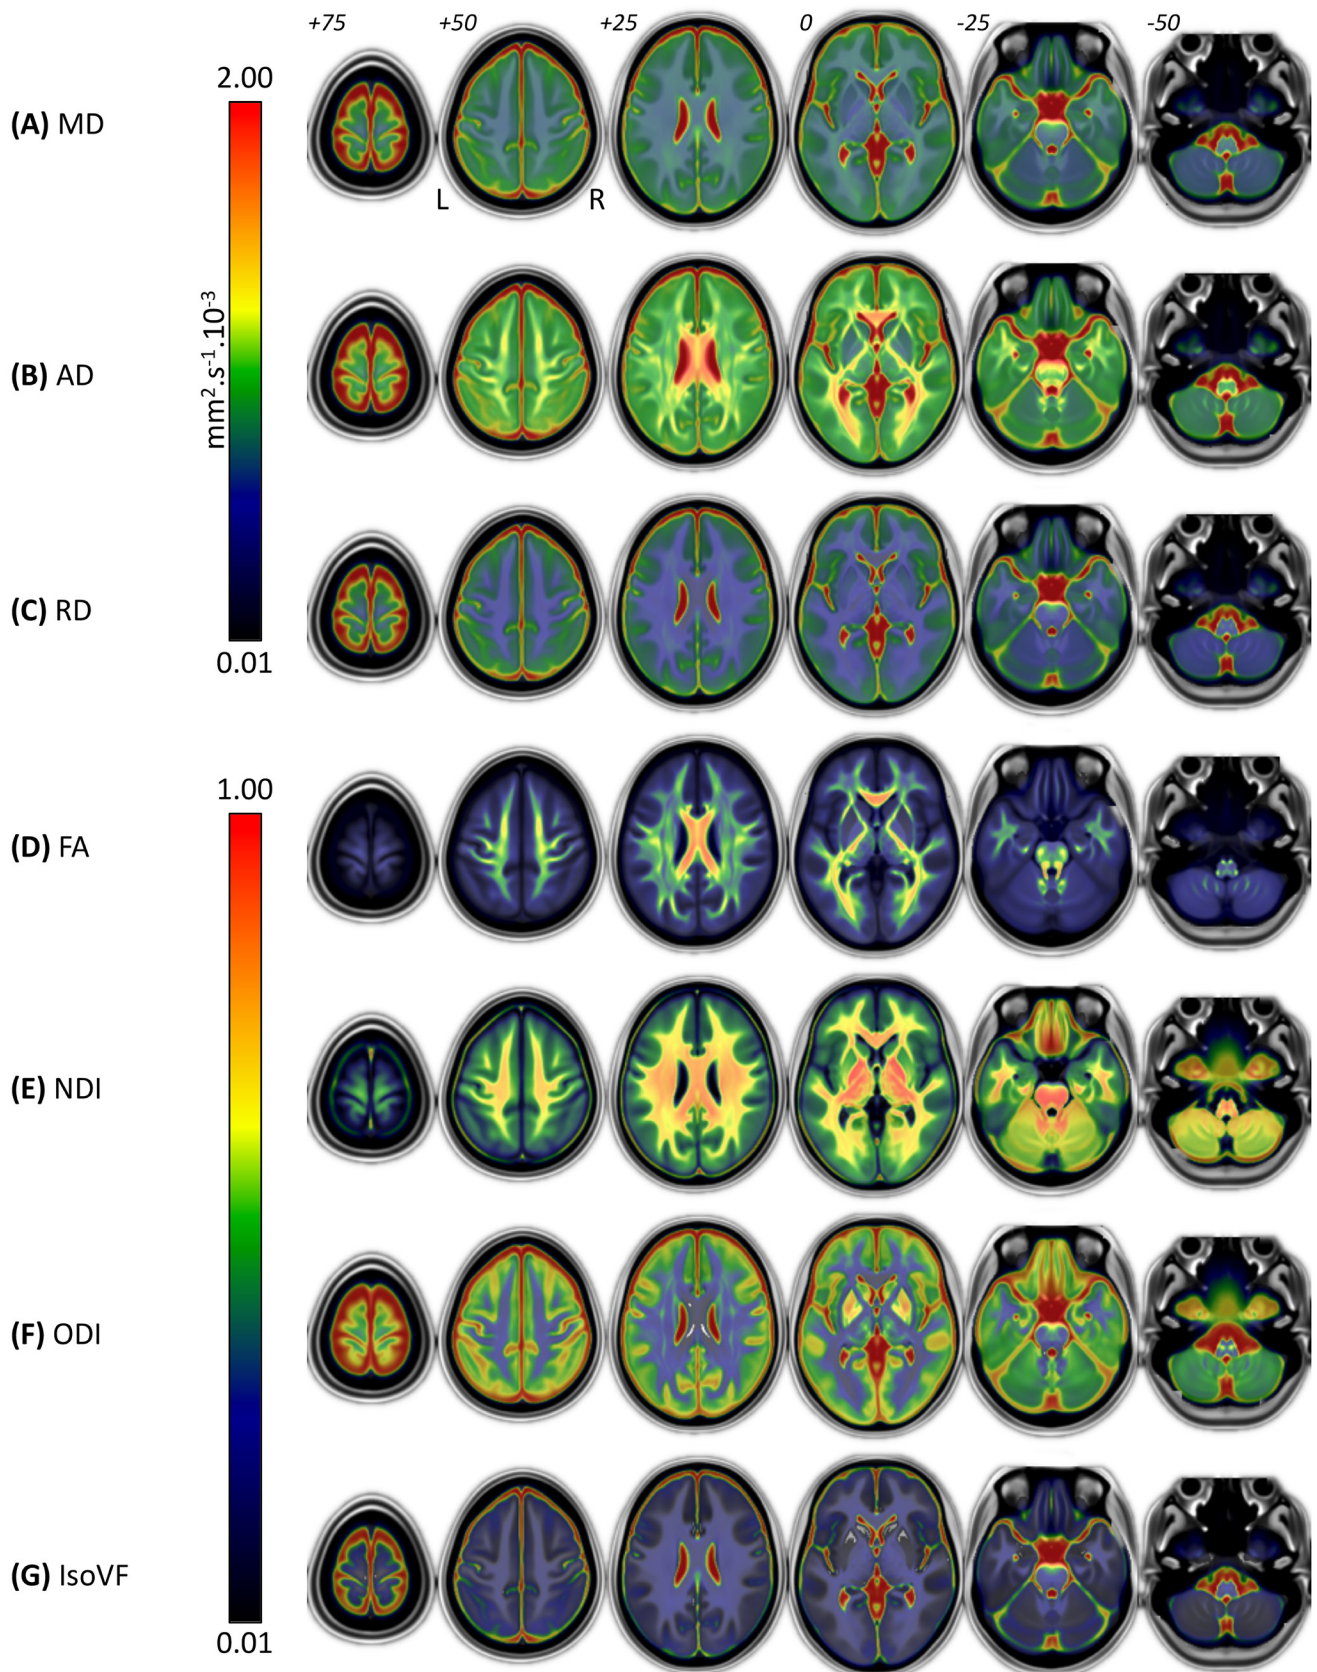 +75 +50 +25 0 -25 -50
2.00
(A) MD
L R
mm².s⁻¹.10⁻³
(B) AD
(C) RD
0.01
1.00
(D) FA
(E) NDI
(F) ODI
(G) IsoVF
0.01